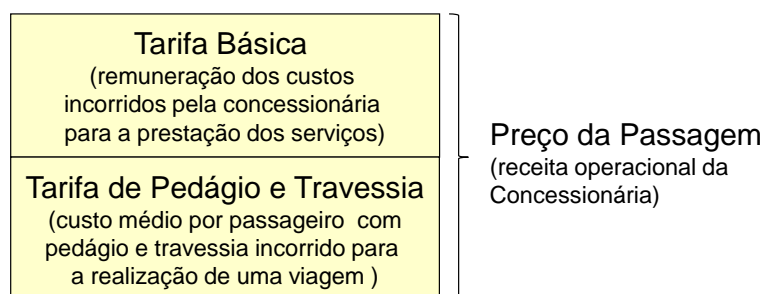 Tarifa Básica
(remuneração dos custos
incorridos pela concessionária
para a prestação dos serviços)
Tarifa de Pedágio e Travessia
(custo médio por passageiro com
pedágio e travessia incorrido para
a realização de uma viagem )
Preço da Passagem
(receita operacional da
Concessionária)